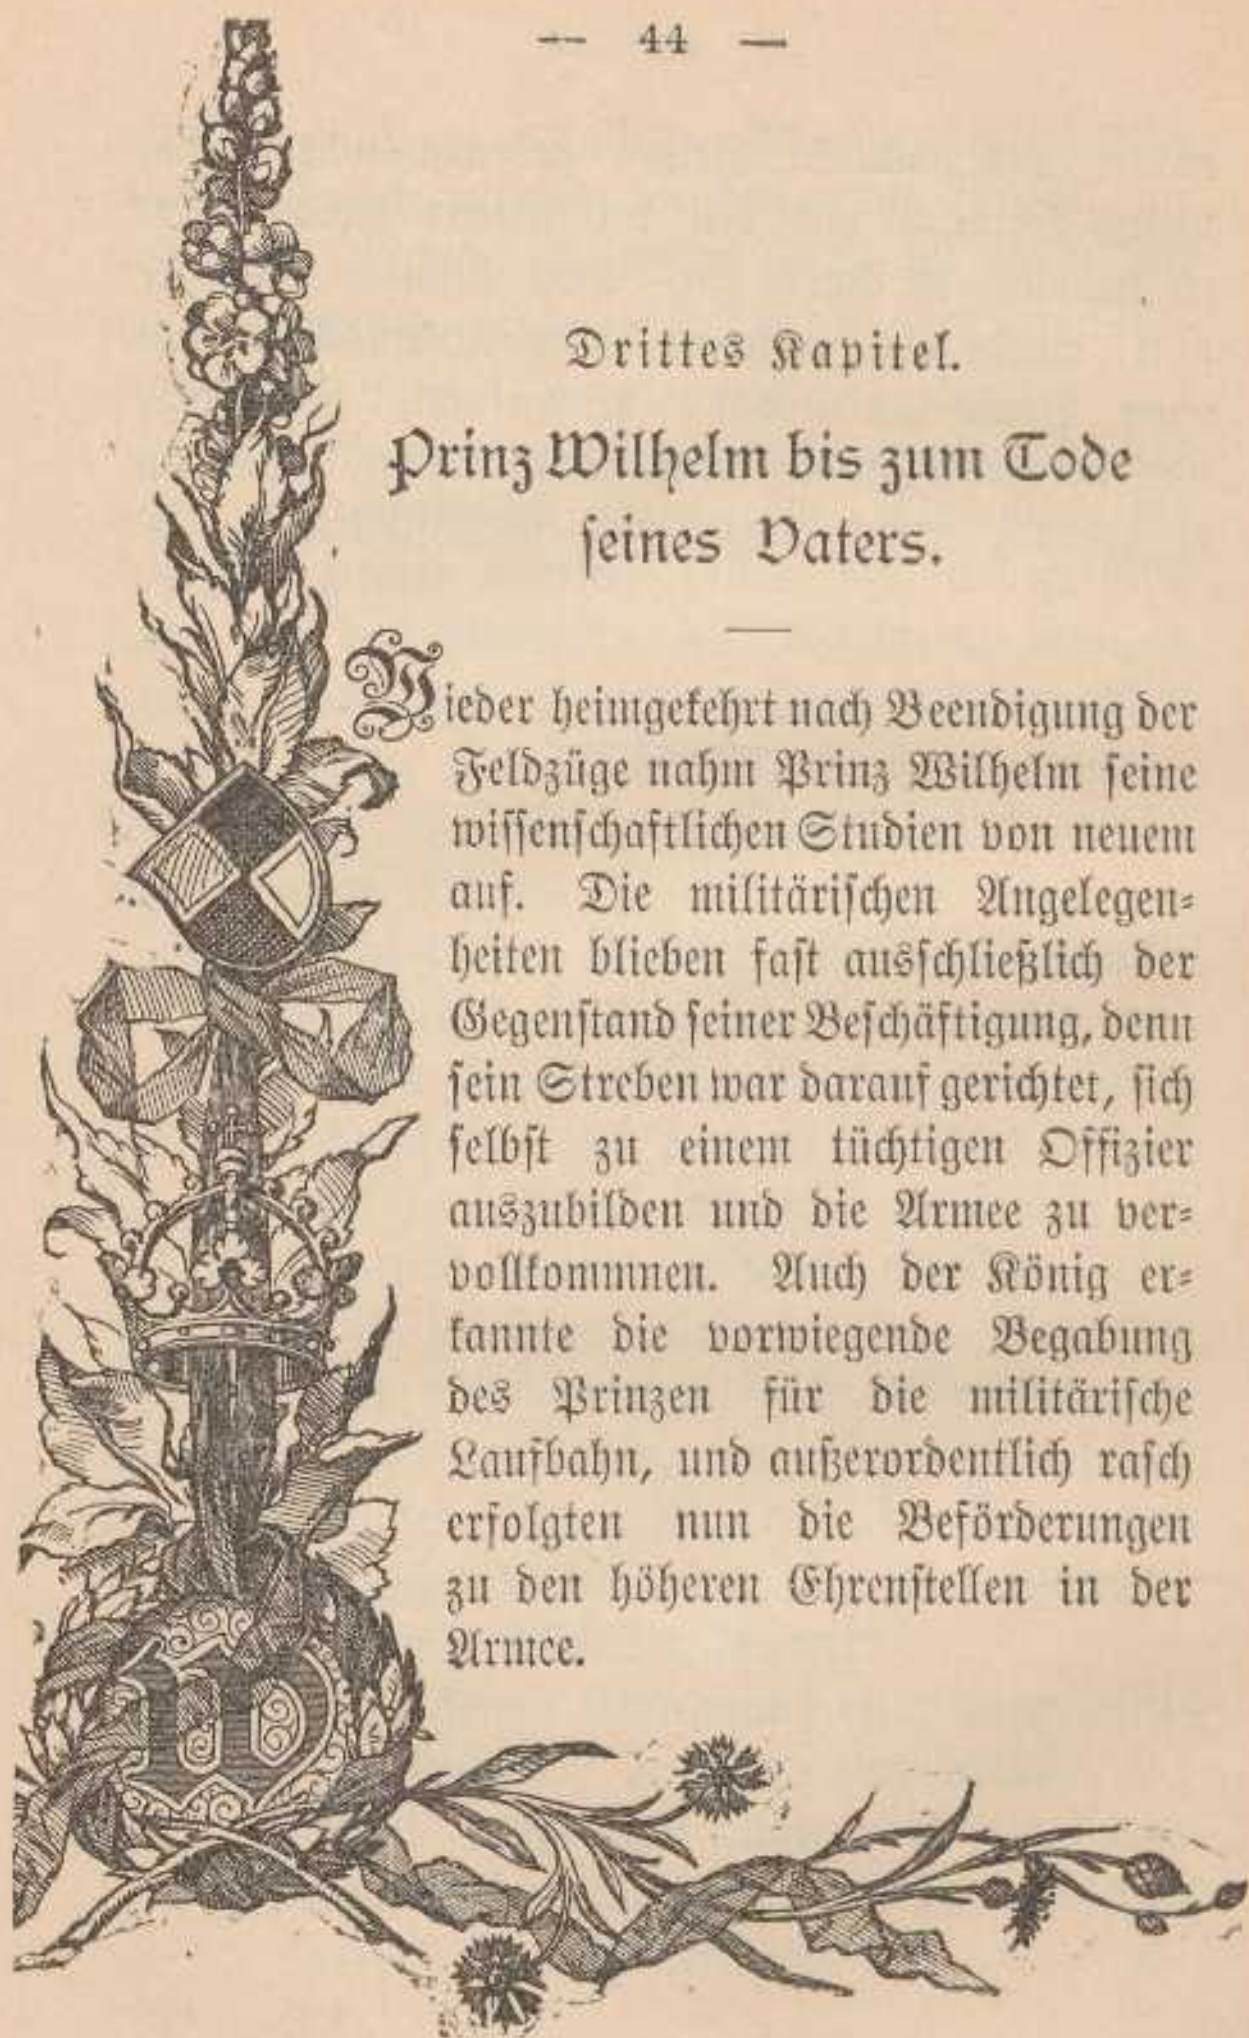 — 44 —
Drittes Kapitel.
Prinz Wilhelm bis zum Tode
seines Vaters.
Wieder heimgekehrt nach Beendigung der
Feldzüge nahm Prinz Wilhelm seine
wissenschaftlichen Studien von neuem
auf. Die militärischen Angelegen-
heiten blieben fast ausschließlich der
Gegenstand seiner Beschäftigung, denn
sein Streben war darauf gerichtet, sich
selbst zu einem tüchtigen Offizier
auszubilden und die Armee zu ver-
vollkommnen. Auch der König er-
kannte die vorwiegende Begabung
des Prinzen für die militärische
Laufbahn, und außerordentlich rasch
erfolgten nun die Beförderungen
zu den höheren Ehrenstellen in der
Armee.
W